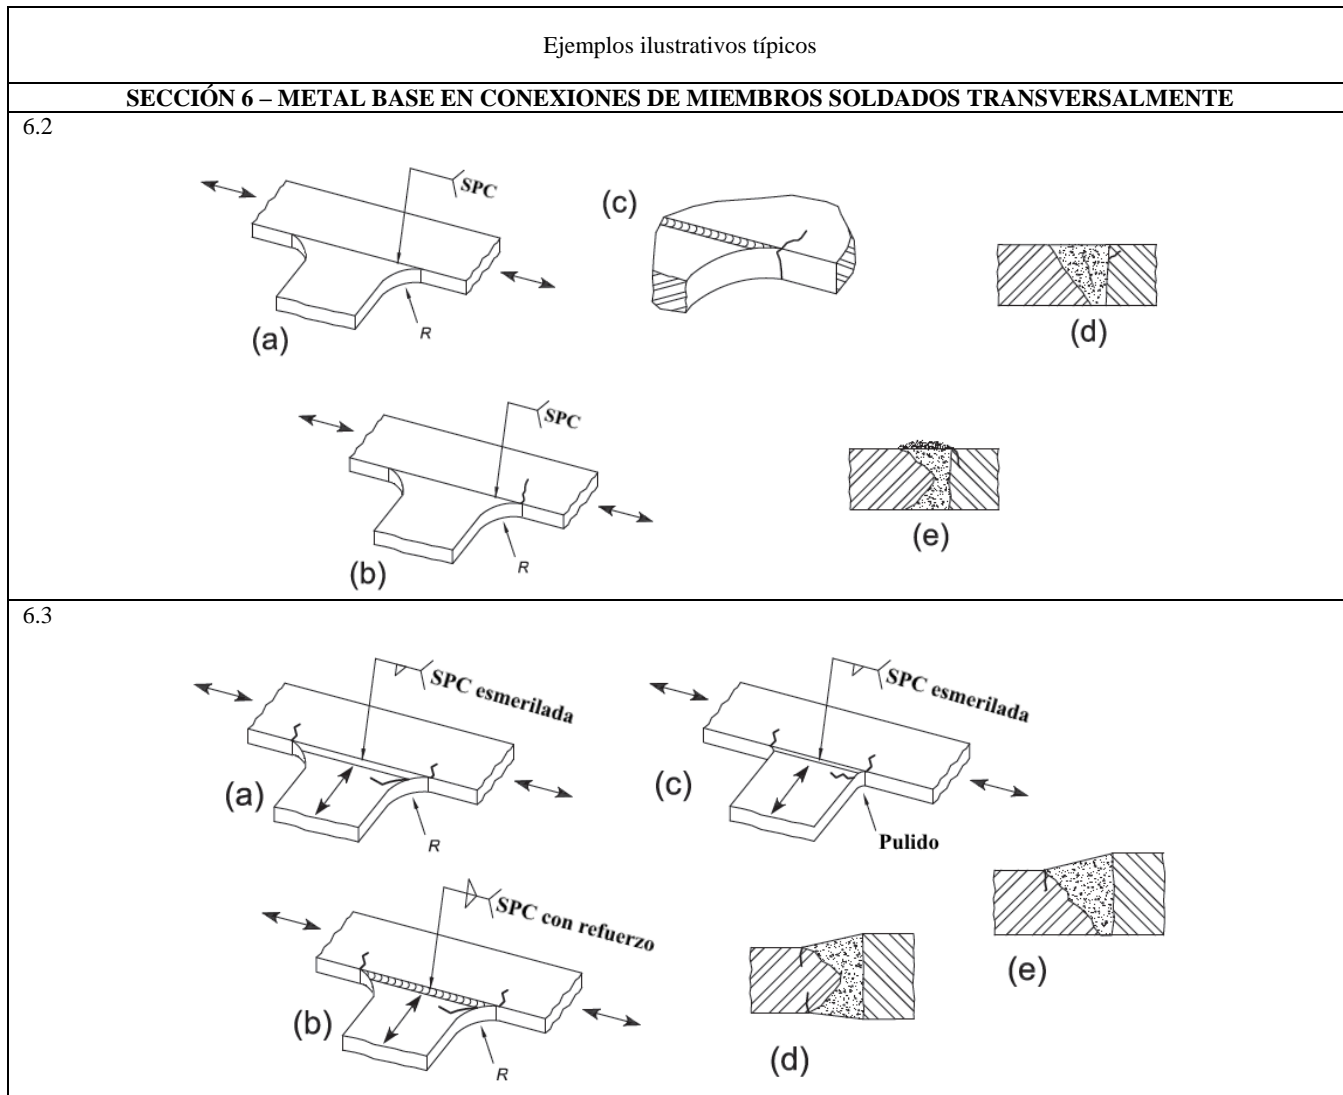 Ejemplos ilustrativos típicos
SECCIÓN 6 – METAL BASE EN CONEXIONES DE MIEMBROS SOLDADOS TRANSVERSALMENTE
6.2
SPC
R
(a)
(c)
(d)
SPC
R
(b)
(e)
6.3
SPC esmerilada
(a)
R
SPC esmerilada
(c)
Pulido
SPC con refuerzo
(b)
R
(d)
(e)